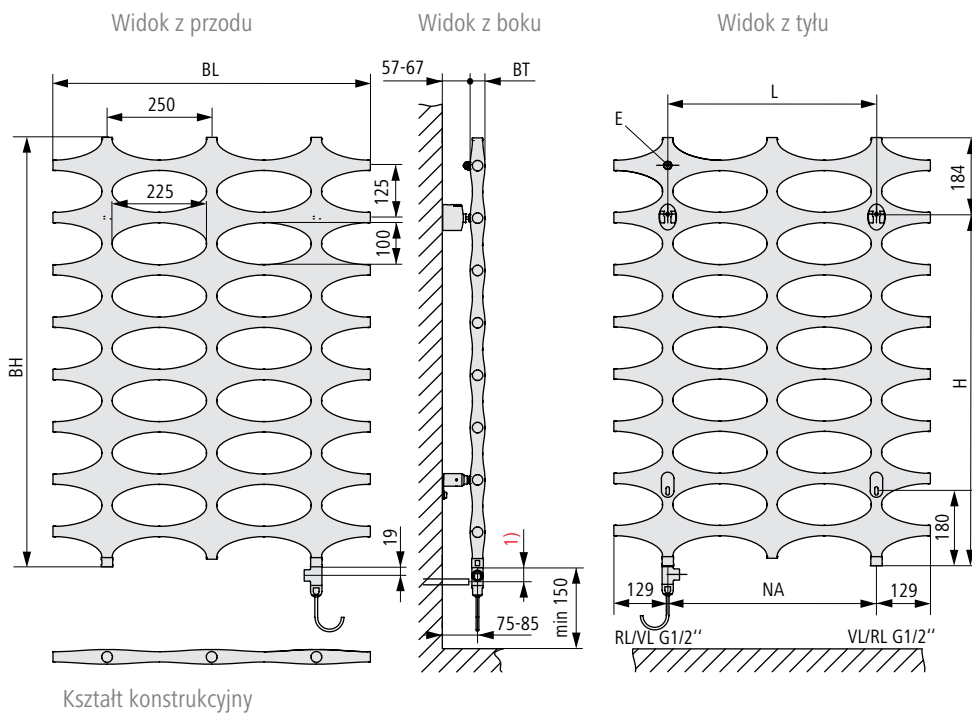 Widok z przodu
Widok z boku
Widok z tyłu
BL
57-67
BT
L
250
E
225
125
100
184
BH
H
19
1)
180
min 150
75-85
129
NA
129
RL/VL G1/2‘‘
VL/RL G1/2‘‘
Kształt konstrukcyjny